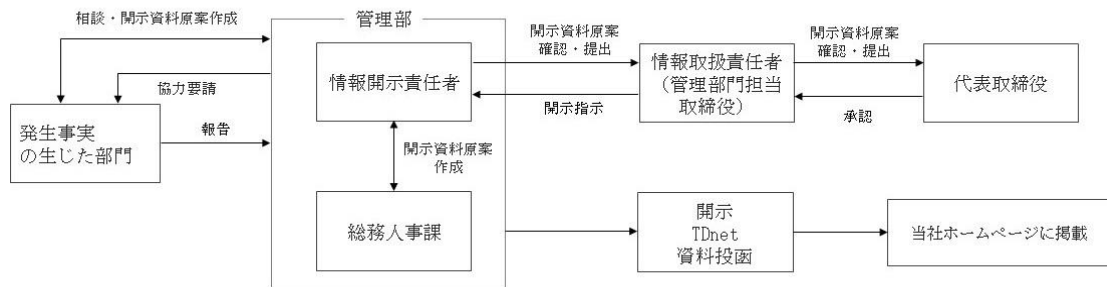 相談・開示資料原案作成
管理部
協力要請
発生事実
の生じた部門
報告
情報開示責任者
開示資料原案
作成
総務人事課
開示資料原案
確認・提出
開示指示
情報取扱責任者
（管理部門担当
取締役）
開示資料原案
確認・提出
承認
代表取締役
開示
TDnet
資料投函
当社ホームページに掲載